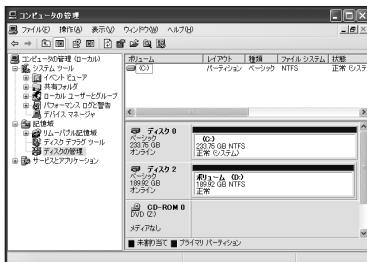 コンピュータの管理
ファイル(F) 操作(A) 表示(V) ウィンドウ(W) ヘルプ(H)
コンピュータの管理 (ローカル)
システム ツール
イベント ビューア
共有フォルダ
ローカル ユーザーとグループ
パフォーマンス ログと警告
デバイス マネージャ
記憶域
リムーバブル記憶域
ディスク デフラグ ツール
ディスクの管理
サービスとアプリケーション
ボリューム レイアウト 種類 ファイル システム 状態
(C:) パーティション ベーシック NTFS 正常 (システ
ディスク 0
ベーシック
233.75 GB
オンライン
(C:)
233.75 GB NTFS
正常 (システム)
ディスク 2
ベーシック
189.92 GB
オンライン
ボリューム (D:)
189.92 GB NTFS
正常
CD-ROM 0
DVD (Z:)
メディアなし
未割り当て プライマリ パーティション